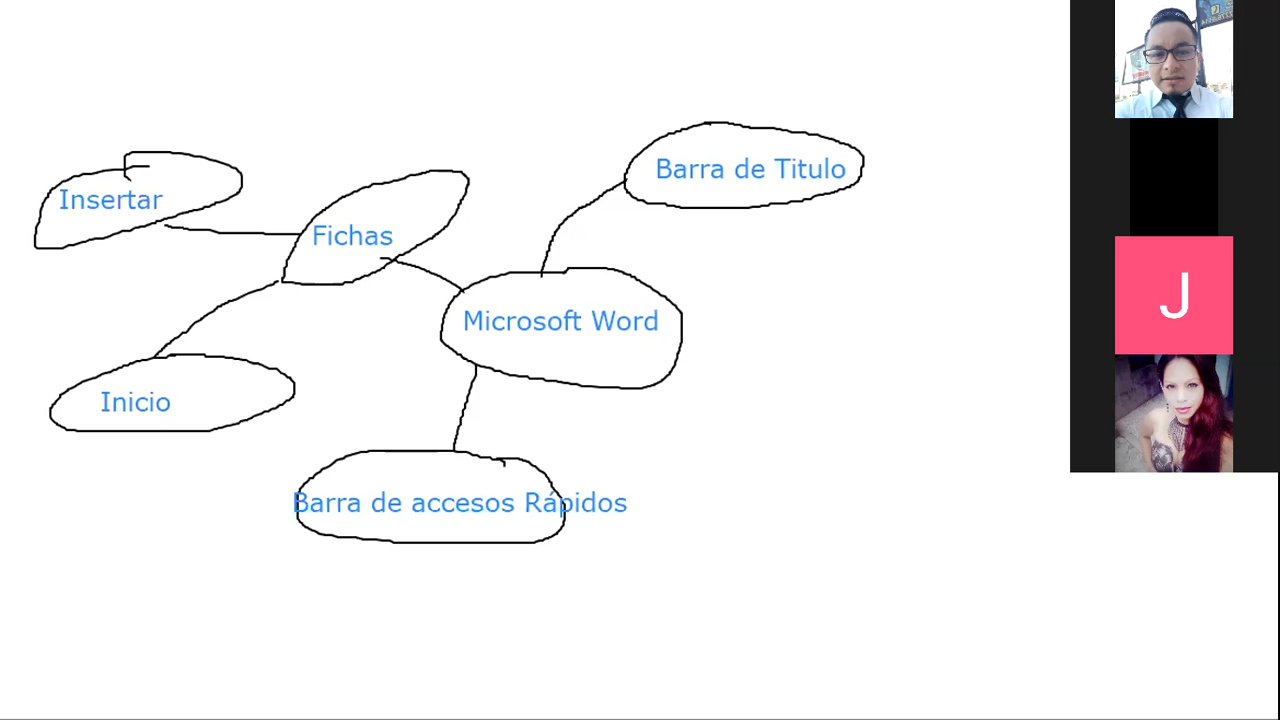 Barra de Titulo
Insertar
Fichas
Microsoft Word
Inicio
Barra de accesos Rápidos
J